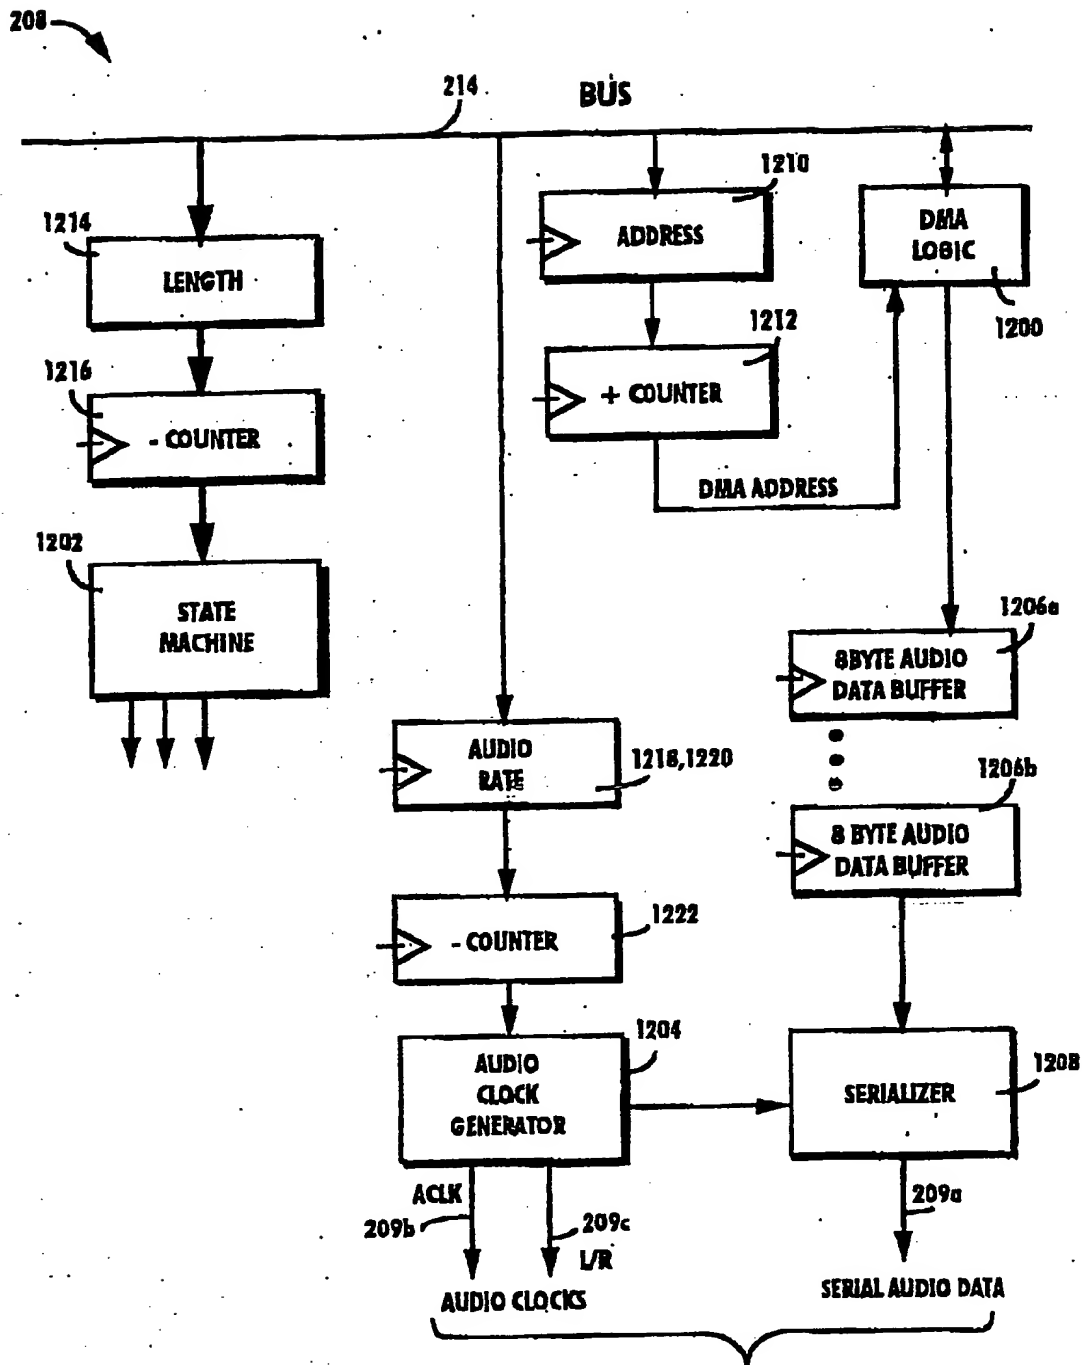 208
214
BUS
1210
ADDRESS
DMA
LOGIC
1200
1214
LENGTH
1212
+ COUNTER
1216
- COUNTER
DMA ADDRESS
1202
STATE
MACHINE
1206a
8BYTE AUDIO
DATA BUFFER
AUDIO
RATE
1218,1220
1206b
8 BYTE AUDIO
DATA BUFFER
1222
- COUNTER
1204
AUDIO
CLOCK
GENERATOR
1208
SERIALIZER
ACLK
209b
209c
L/R
209a
AUDIO CLOCKS
SERIAL AUDIO DATA